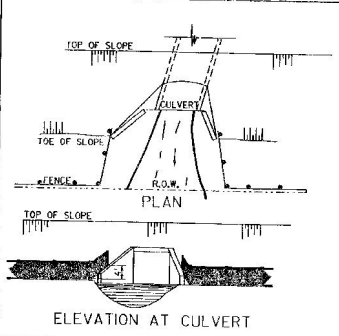 TOP OF SLOPE
CULVERT
TOE OF SLOPE
FENCE
R.O.W.
PLAN
TOP OF SLOPE
ELEVATION AT CULVERT